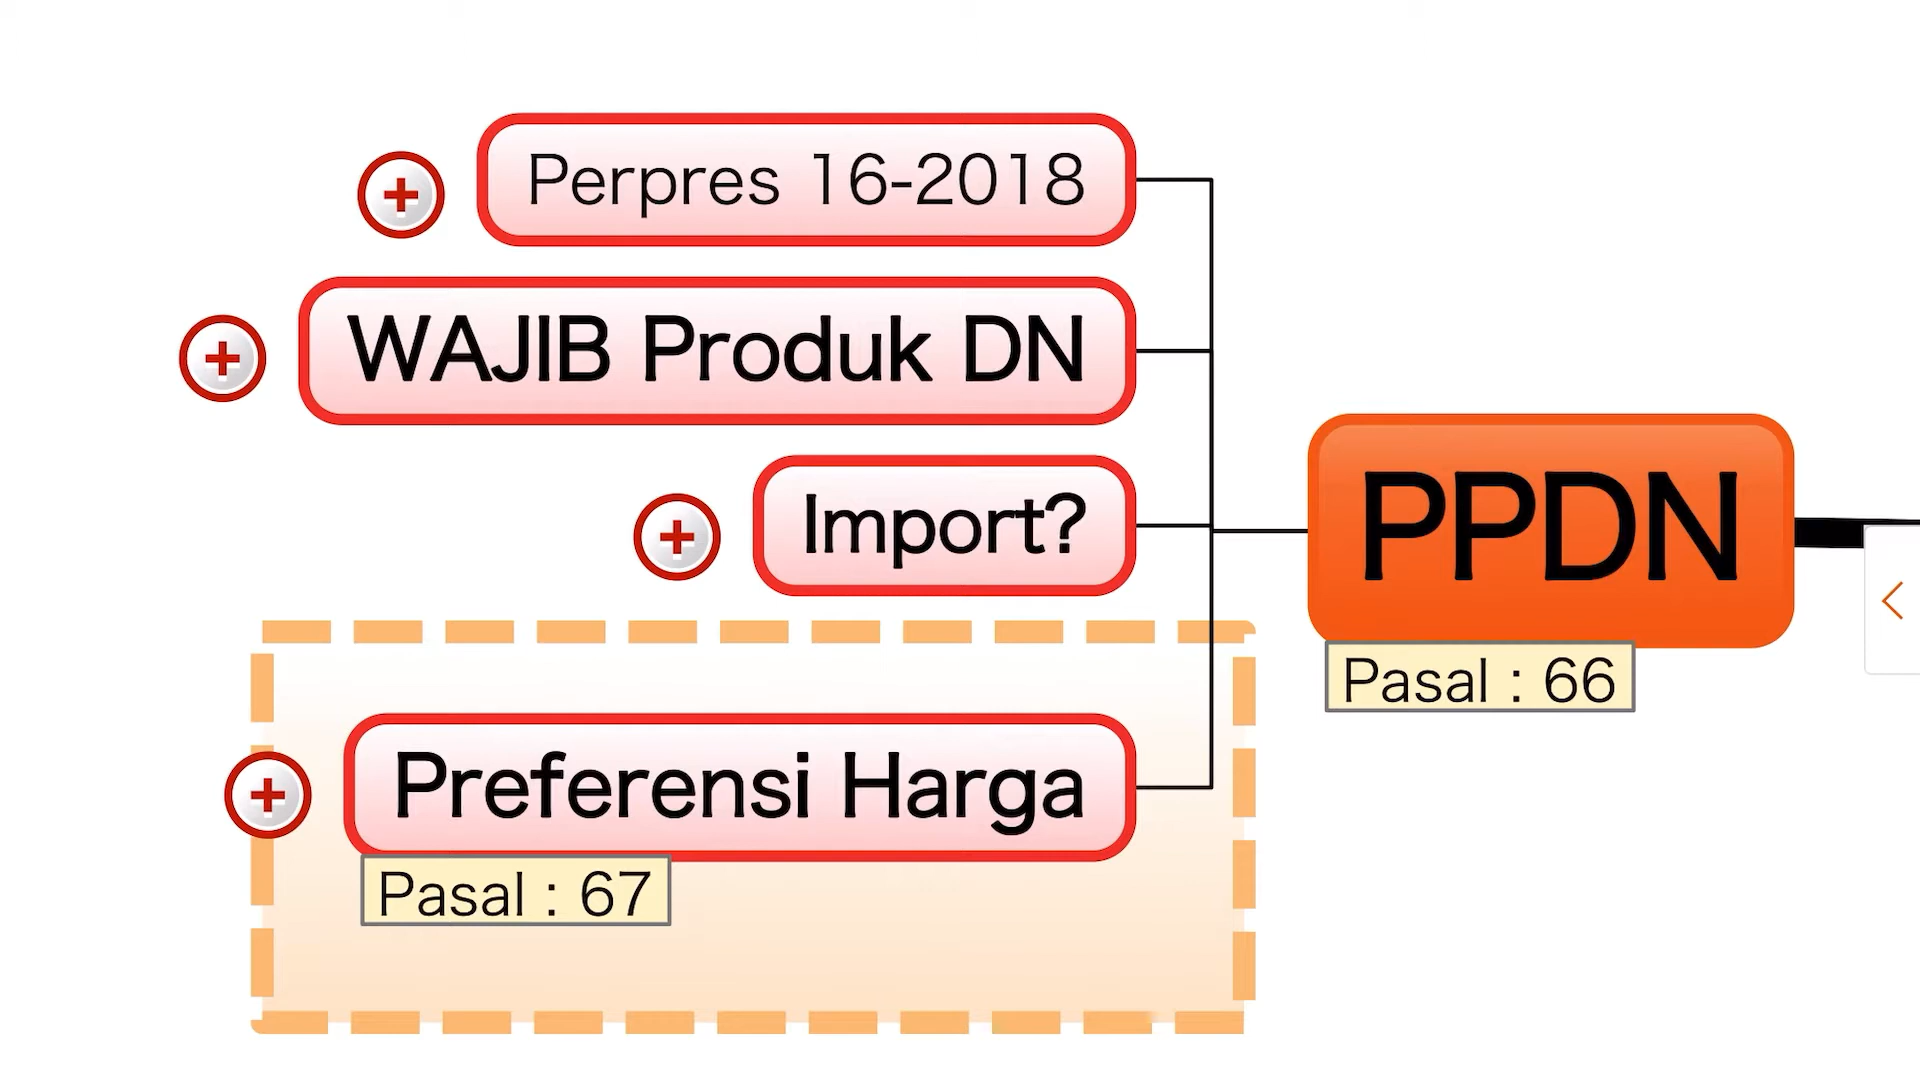 Perpres 16-2018
WAJIB Produk DN
Import?
PPDN
Pasal : 66
Preferensi Harga
Pasal : 67